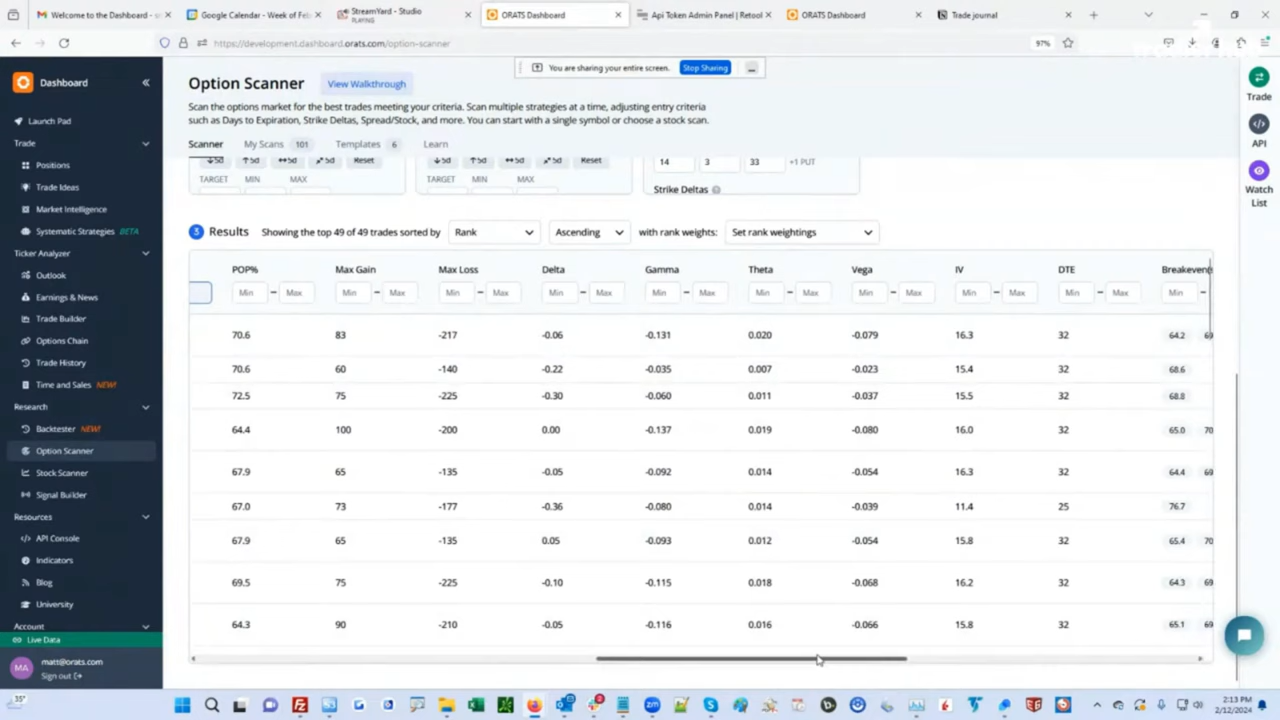 Welcome to the Dashboard - s
Google Calendar - Week of Feb
StreamYard - Studio
PLAYING
ORATS Dashboard
Api Token Admin Panel | Retool
ORATS Dashboard
Trade journal
https://development.dashboard.orats.com/option-scanner
97%
You are sharing your entire screen.
Stop Sharing
Dashboard
Launch Pad
Trade
Positions
Trade Ideas
Market Intelligence
Systematic Strategies BETA
Ticker Analyzer
Outlook
Earnings & News
Trade Builder
Options Chain
Trade History
Time and Sales NEW!
Research
Backtester NEW!
Option Scanner
Stock Scanner
Signal Builder
Resources
API Console
Indicators
Blog
University
Account
Live Data
MA
matt@orats.com
Sign out
Option Scanner
View Walkthrough
Scan the options market for the best trades meeting your criteria. Scan multiple strategies at a time, adjusting entry criteria
such as Days to Expiration, Strike Deltas, Spread/Stock, and more. You can start with a single symbol or choose a stock scan.
Scanner My Scans 101 Templates 6 Learn
↓5d ↑5d ↔5d 5d Reset ↓5d ↑5d ↔5d 5d Reset 14 3 33 +1 PUT
TARGET MIN MAX TARGET MIN MAX Strike Deltas
3 Results Showing the top 49 of 49 trades sorted by Rank Ascending with rank weights: Set rank weightings
POP% Max Gain Max Loss Delta Gamma Theta Vega IV DTE Breakevens
Min – Max Min – Max Min – Max Min – Max Min – Max Min – Max Min – Max Min – Max Min – Max Min –
70.6 83 -217 -0.06 -0.131 0.020 -0.079 16.3 32 64.2 69
70.6 60 -140 -0.22 -0.035 0.007 -0.023 15.4 32 68.6
72.5 75 -225 -0.30 -0.060 0.011 -0.037 15.5 32 68.8
64.4 100 -200 0.00 -0.137 0.019 -0.080 16.0 32 65.0 70
67.9 65 -135 -0.05 -0.092 0.014 -0.054 16.3 32 64.4 69
67.0 73 -177 -0.36 -0.080 0.014 -0.039 11.4 25 76.7
67.9 65 -135 0.05 -0.093 0.012 -0.054 15.8 32 65.4 70
69.5 75 -225 -0.10 -0.115 0.018 -0.068 16.2 32 64.3 69
64.3 90 -210 -0.05 -0.116 0.016 -0.066 15.8 32 65.1 69
Trade
API
Watch
List
35°
2:13 PM
2/12/2024